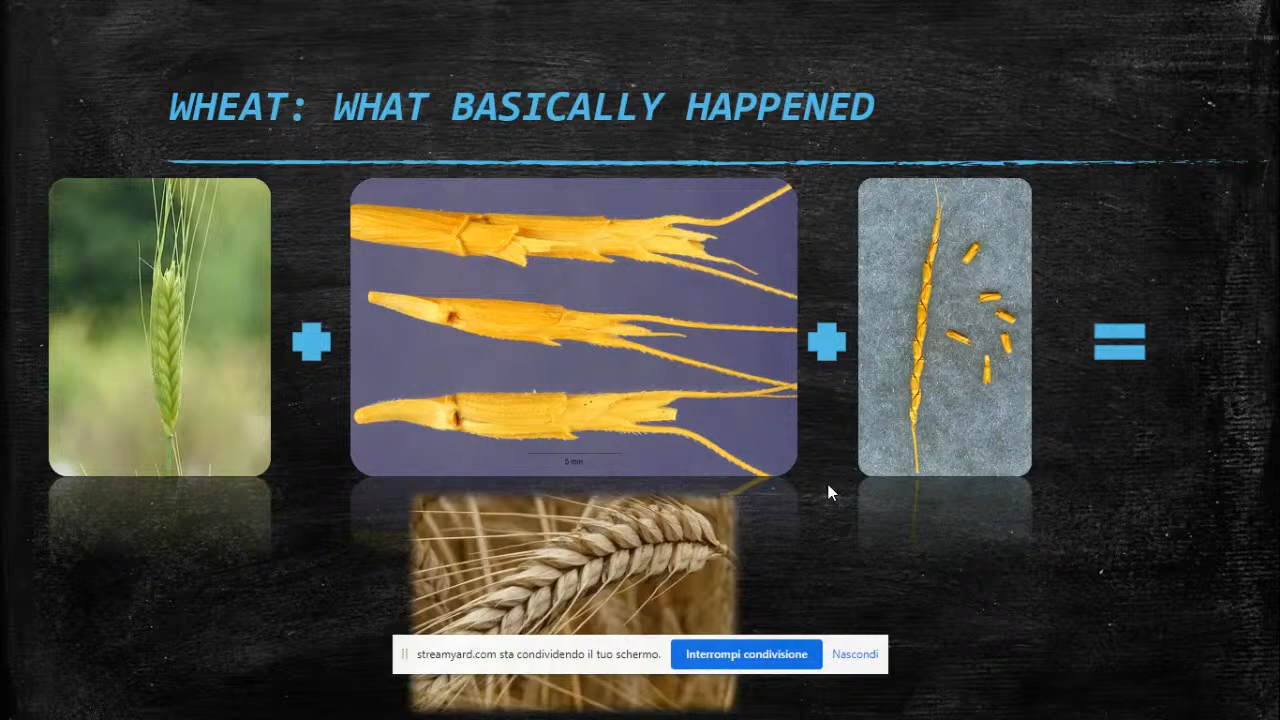 WHEAT: WHAT BASICALLY HAPPENED
5 mm
streamyard.com sta condividendo il tuo schermo. Interrompi condivisione Nascondi